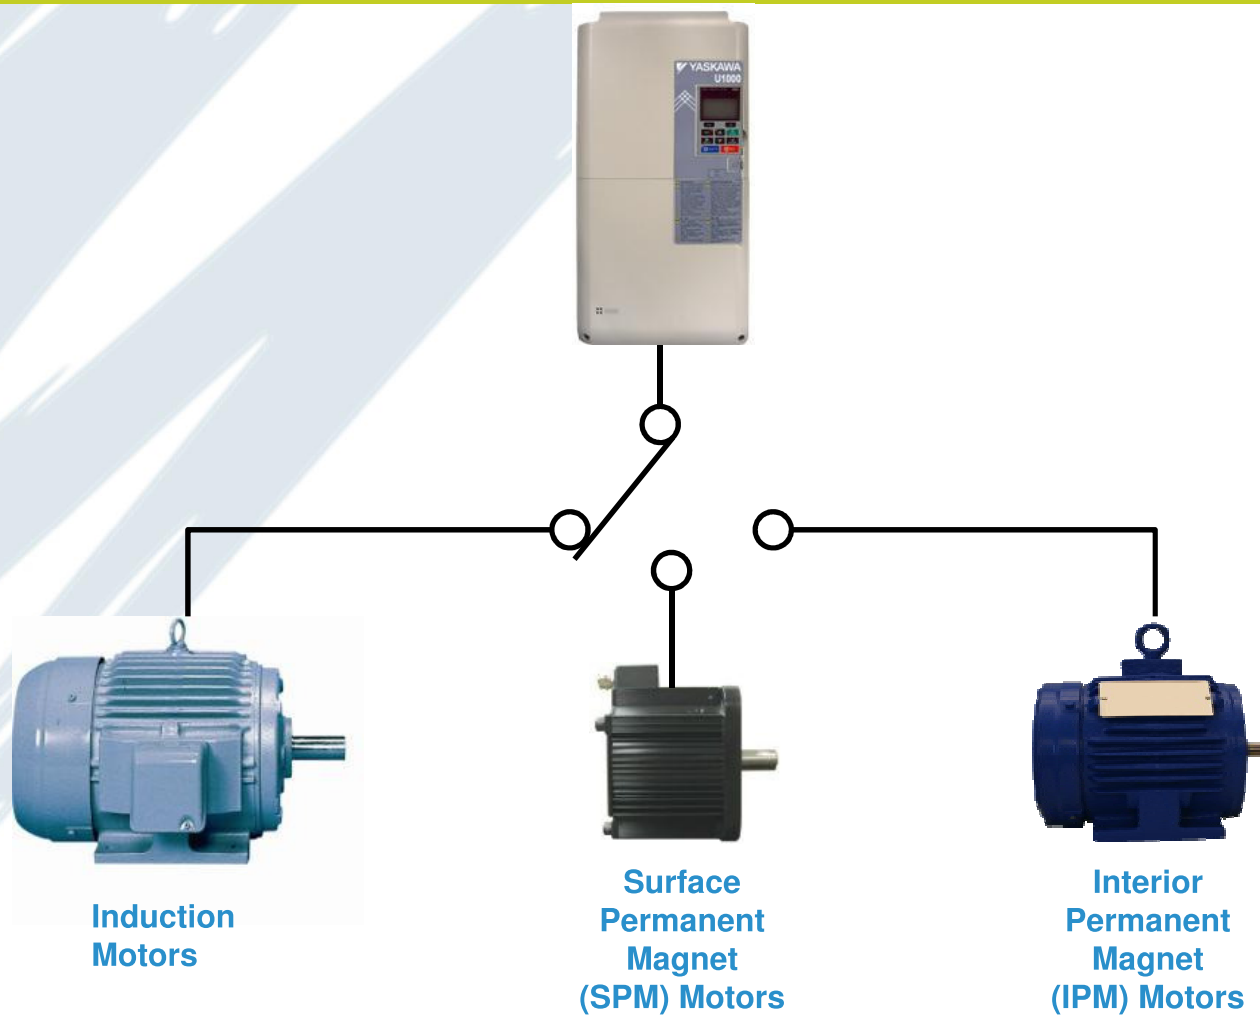 YASKAWA
U1000
Induction
Motors
Surface
Permanent
Magnet
(SPM) Motors
Interior
Permanent
Magnet
(IPM) Motors